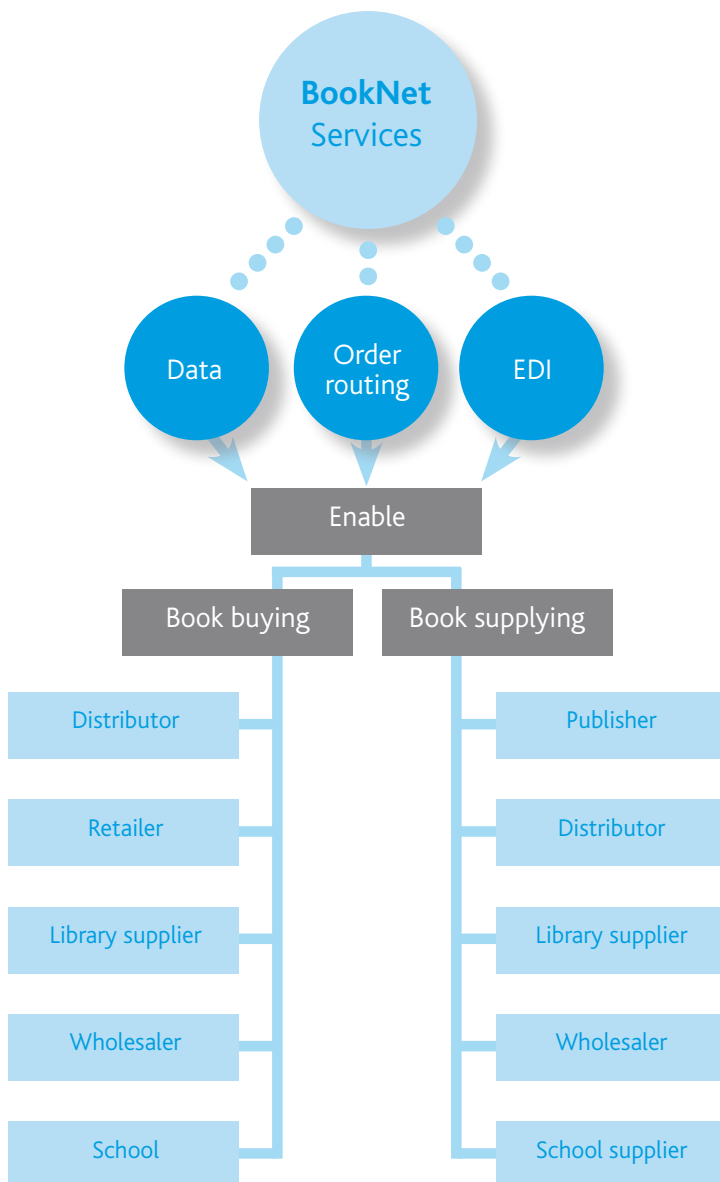 BookNet
Services
Data
Order
routing
EDI
Enable
Book buying
Book supplying
Distributor
Publisher
Retailer
Distributor
Library supplier
Library supplier
Wholesaler
Wholesaler
School
School supplier